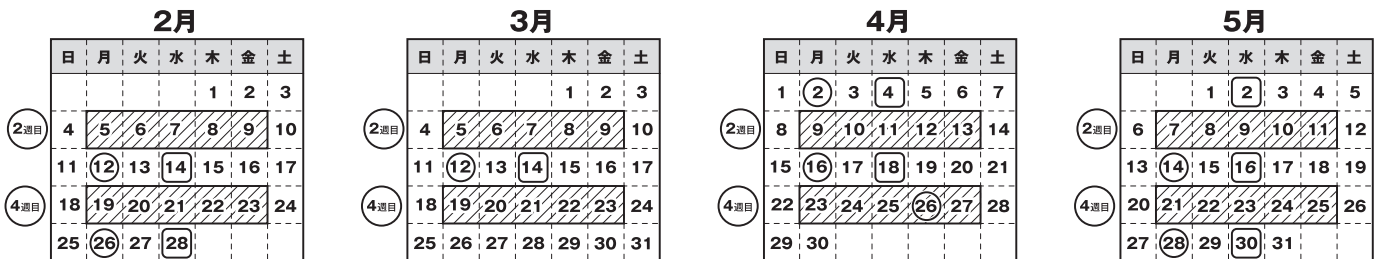 2月
日 月 火 水 木 金 土
1 2 3
2週目 4 5 6 7 8 9 10
11 12 13 14 15 16 17
4週目 18 19 20 21 22 23 24
25 26 27 28
3月
日 月 火 水 木 金 土
1 2 3
2週目 4 5 6 7 8 9 10
11 12 13 14 15 16 17
4週目 18 19 20 21 22 23 24
25 26 27 28 29 30 31
4月
日 月 火 水 木 金 土
1 2 3 4 5 6 7
2週目 8 9 10 11 12 13 14
15 16 17 18 19 20 21
4週目 22 23 24 25 26 27 28
29 30
5月
日 月 火 水 木 金 土
1 2 3 4 5
2週目 6 7 8 9 10 11 12
13 14 15 16 17 18 19
4週目 20 21 22 23 24 25 26
27 28 29 30 31